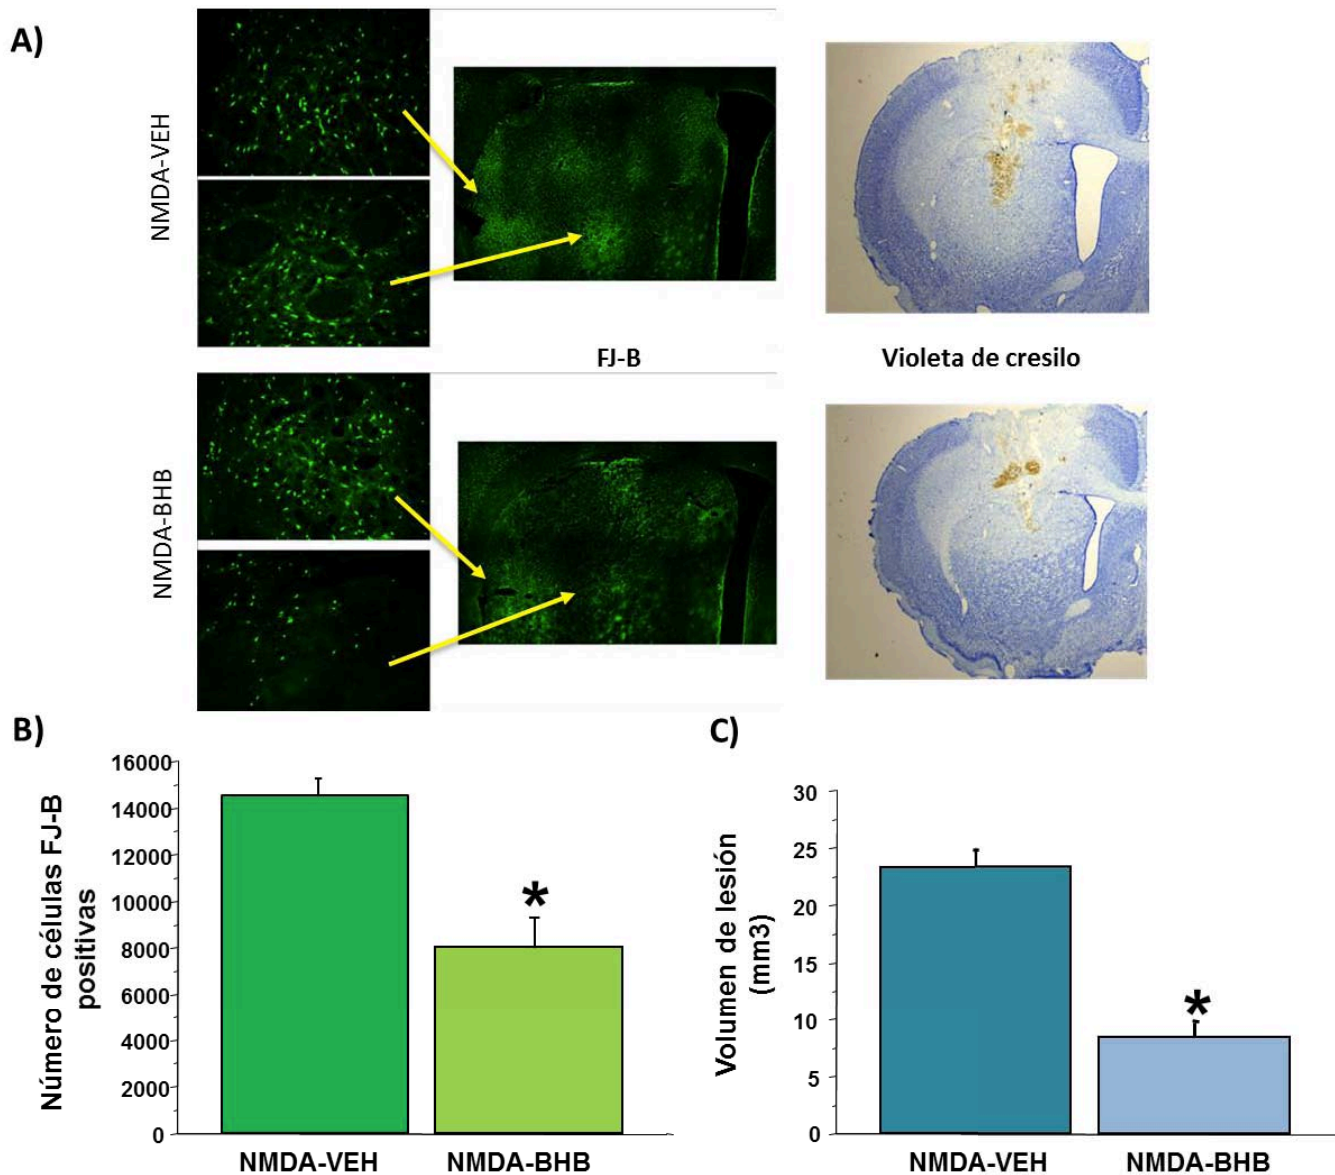 A)
NMDA-VEH
FJ-B
Violeta de cresilo
NMDA-BHB
B)
Número de células FJ-B
positivas
16000
14000
12000
10000
8000
6000
4000
2000
0
*
NMDA-VEH
NMDA-BHB
C)
Volumen de lesión
(mm3)
30
25
20
15
10
5
0
*
NMDA-VEH
NMDA-BHB